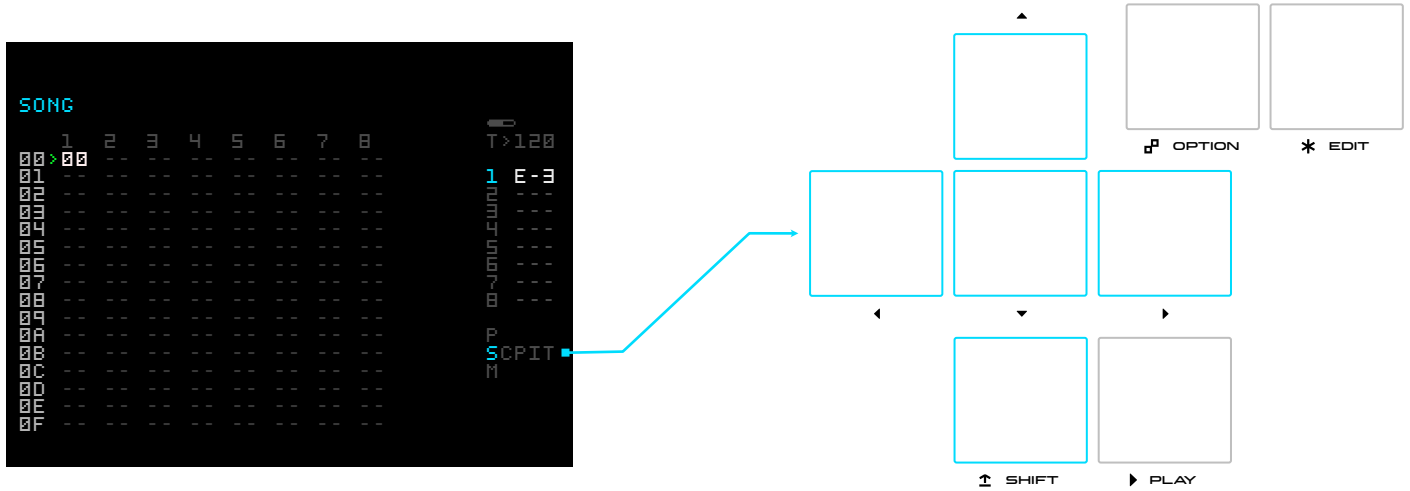 SONG
1 2 3 4 5 6 7 8
T>120
00>00 -- -- -- -- -- -- --
01 -- -- -- -- -- -- -- --
1 E-3
02 -- -- -- -- -- -- -- --
2 ---
03 -- -- -- -- -- -- -- --
3 ---
04 -- -- -- -- -- -- -- --
4 ---
05 -- -- -- -- -- -- -- --
5 ---
06 -- -- -- -- -- -- -- --
6 ---
07 -- -- -- -- -- -- -- --
7 ---
08 -- -- -- -- -- -- -- --
8 ---
09 -- -- -- -- -- -- -- --
0A -- -- -- -- -- -- -- --
P
0B -- -- -- -- -- -- -- --
SCPIT
0C -- -- -- -- -- -- -- --
M
0D -- -- -- -- -- -- -- --
0E -- -- -- -- -- -- -- --
0F -- -- -- -- -- -- -- --
OPTION
EDIT
SHIFT
PLAY